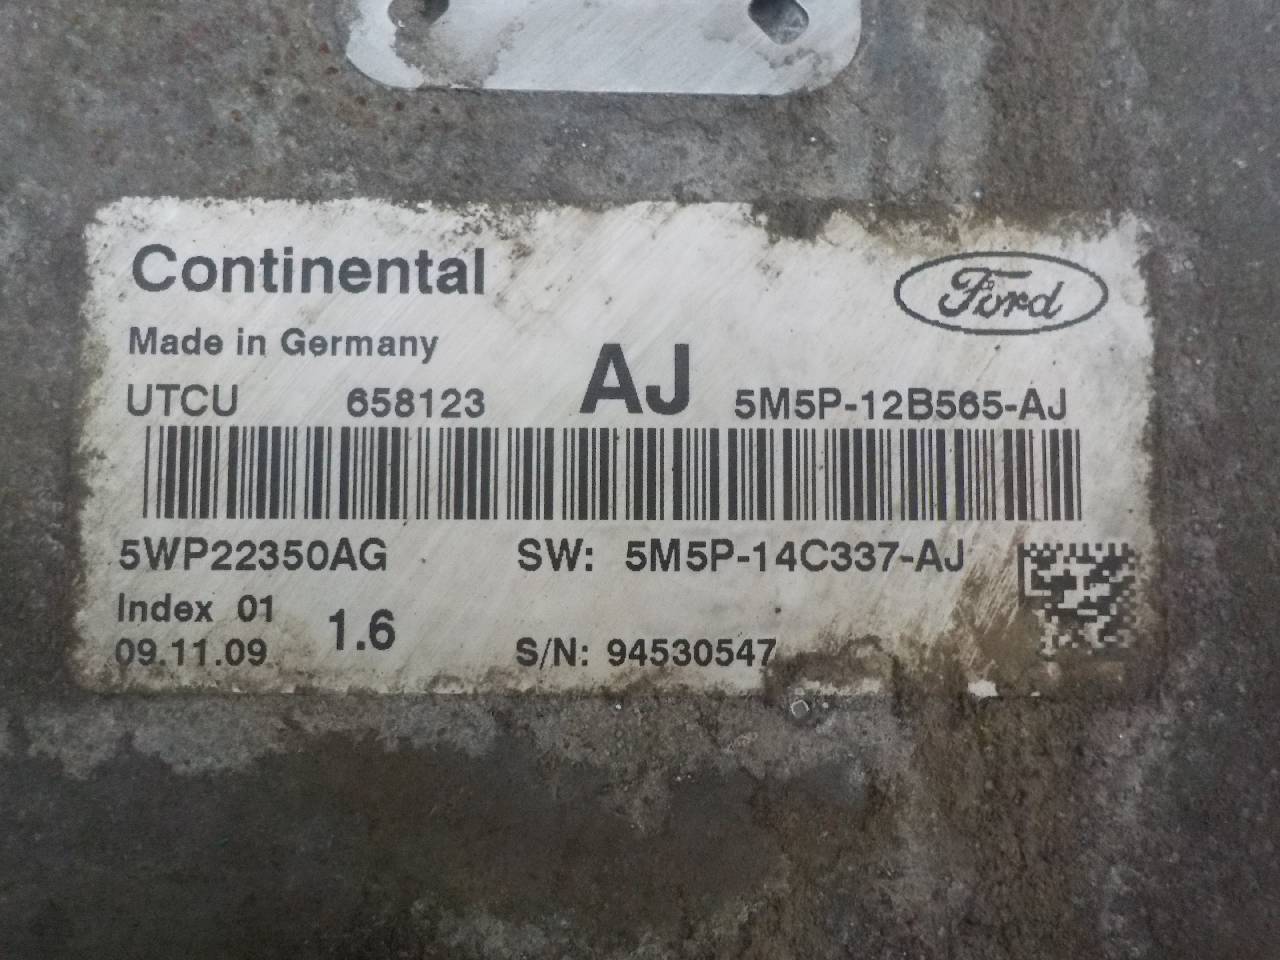 Continental
Ford
Made in Germany
AJ
UTCU 658123
5M5P-12B565-AJ
5WP22350AG SW: 5M5P-14C337-AJ
Index 01
1.6
09.11.09
S/N: 94530547